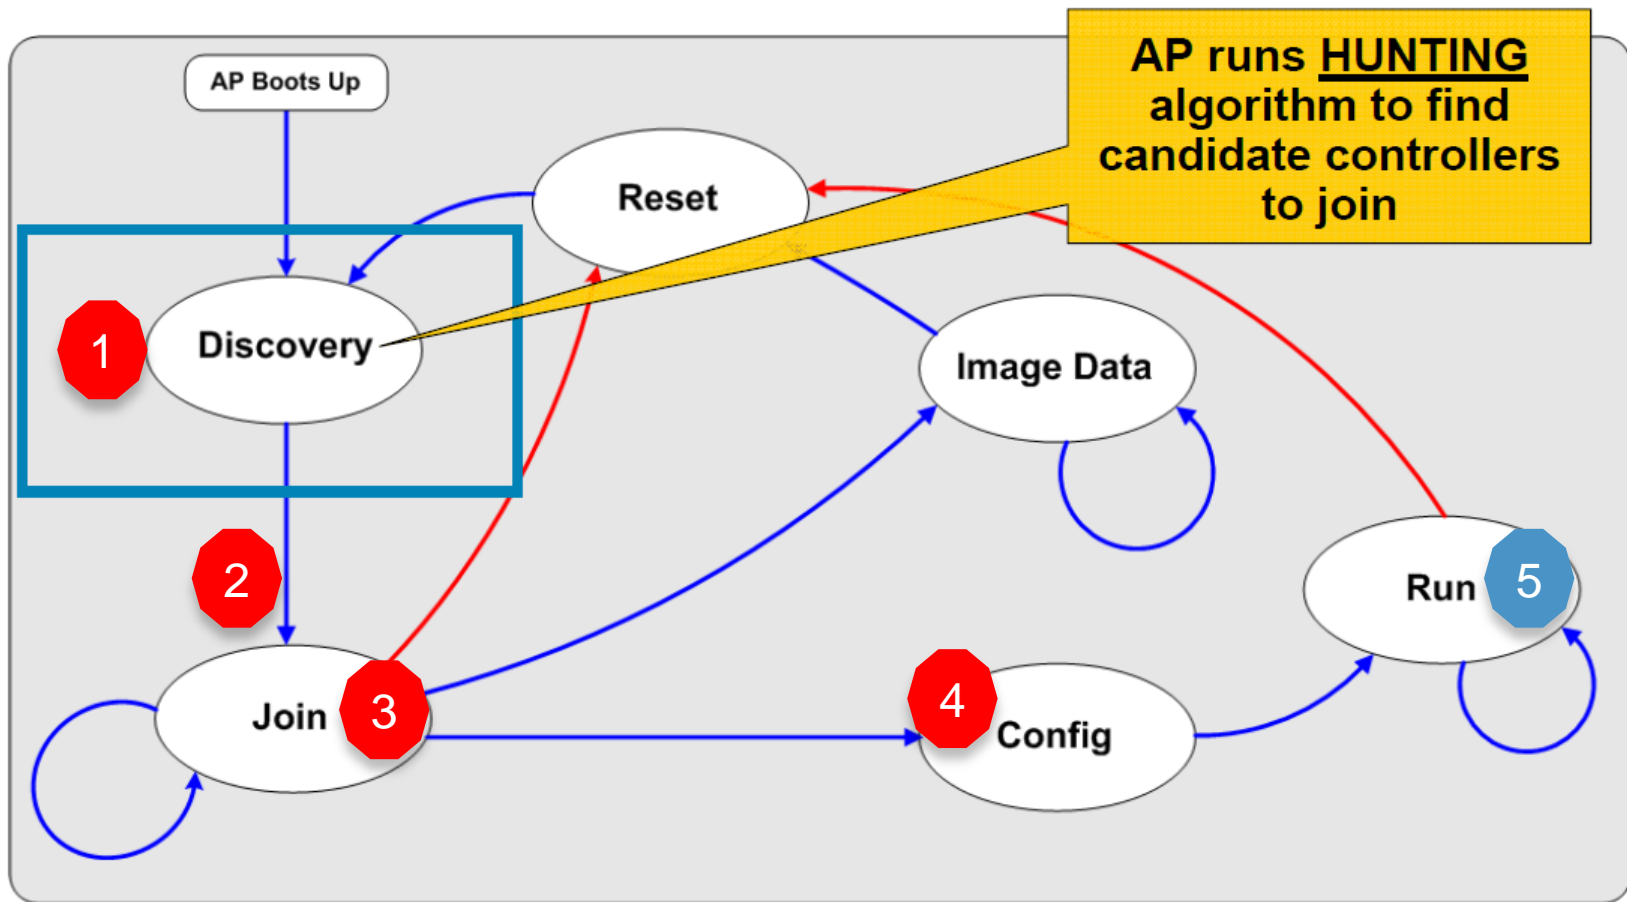 AP Boots Up
AP runs HUNTING
algorithm to find
candidate controllers
to join
Reset
1
Discovery
Image Data
2
Run
5
Join
3
4
Config